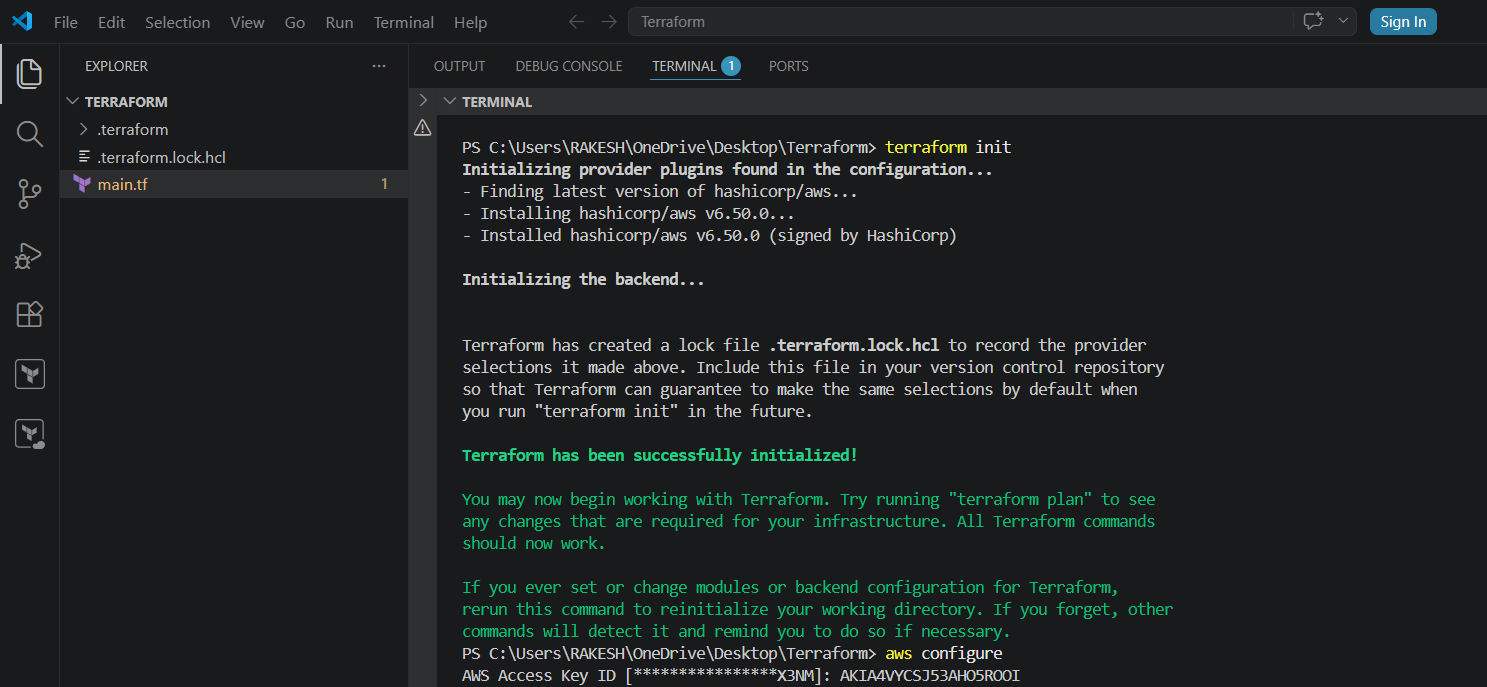 File Edit Selection View Go Run Terminal Help
Terraform
Sign In
EXPLORER
TERRAFORM
.terraform
.terraform.lock.hcl
main.tf 1
OUTPUT DEBUG CONSOLE TERMINAL 1 PORTS
TERMINAL
PS C:\Users\RAKESH\OneDrive\Desktop\Terraform> terraform init
Initializing provider plugins found in the configuration...
- Finding latest version of hashicorp/aws...
- Installing hashicorp/aws v6.50.0...
- Installed hashicorp/aws v6.50.0 (signed by HashiCorp)
Initializing the backend...
Terraform has created a lock file .terraform.lock.hcl to record the provider
selections it made above. Include this file in your version control repository
so that Terraform can guarantee to make the same selections by default when
you run "terraform init" in the future.
Terraform has been successfully initialized!
You may now begin working with Terraform. Try running "terraform plan" to see
any changes that are required for your infrastructure. All Terraform commands
should now work.
If you ever set or change modules or backend configuration for Terraform,
rerun this command to reinitialize your working directory. If you forget, other
commands will detect it and remind you to do so if necessary.
PS C:\Users\RAKESH\OneDrive\Desktop\Terraform> aws configure
AWS Access Key ID [****************X3NM]: AKIA4VYCSJ53AHO5ROOI